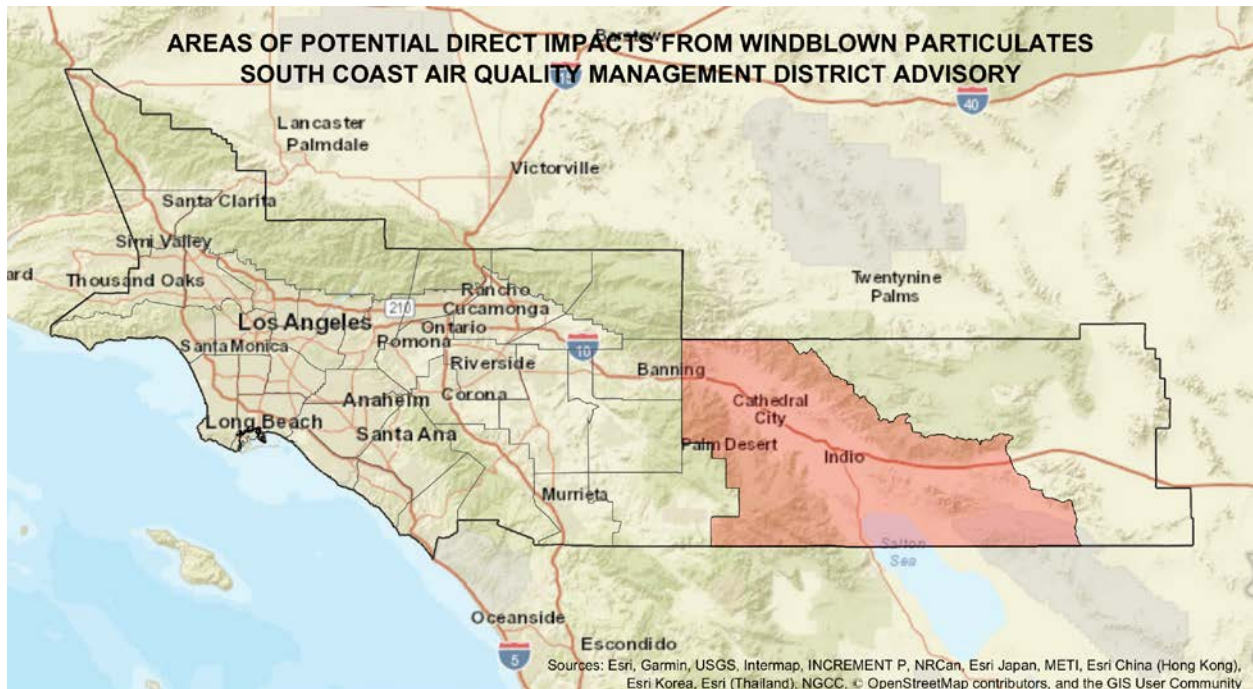 AREAS OF POTENTIAL DIRECT IMPACTS FROM WINDBLOWN PARTICULATES
SOUTH COAST AIR QUALITY MANAGEMENT DISTRICT ADVISORY
Barstow
15
40
Lancaster
Palmdale
Victorville
Santa Clarita
Simi Valley
ard
Thousand Oaks
Twentynine
Palms
Rancho
Cucamonga
210
Los Angeles
Ontario
Santa Monica
Pomona
10
Riverside
Banning
Anaheim
Corona
Cathedral
City
Long Beach
Santa Ana
Palm Desert
Indio
Murrieta
Salton
Sea
Oceanside
Escondido
5
Sources: Esri, Garmin, USGS, Intermap, INCREMENT P, NRCan, Esri Japan, METI, Esri China (Hong Kong),
Esri Korea, Esri (Thailand), NGCC, © OpenStreetMap contributors, and the GIS User Community